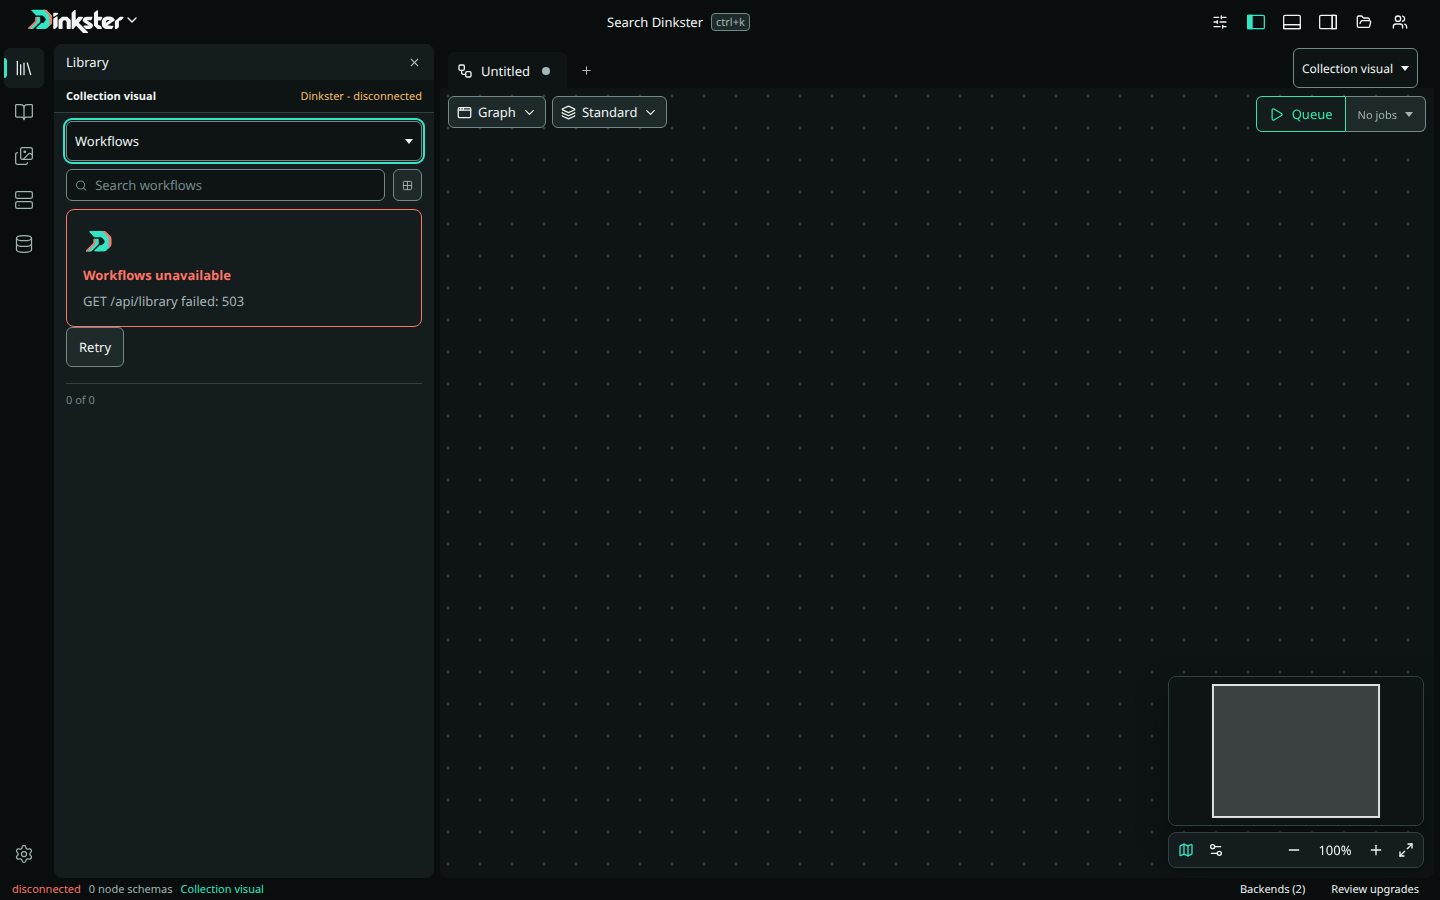 Dinkster
Search Dinkster ctrl+k
Library
Collection visual Dinkster - disconnected
Workflows
Search workflows
Workflows unavailable
GET /api/library failed: 503
Retry
0 of 0
Untitled
Collection visual
Graph
Standard
Queue
No jobs
100%
disconnected 0 node schemas Collection visual
Backends (2) Review upgrades